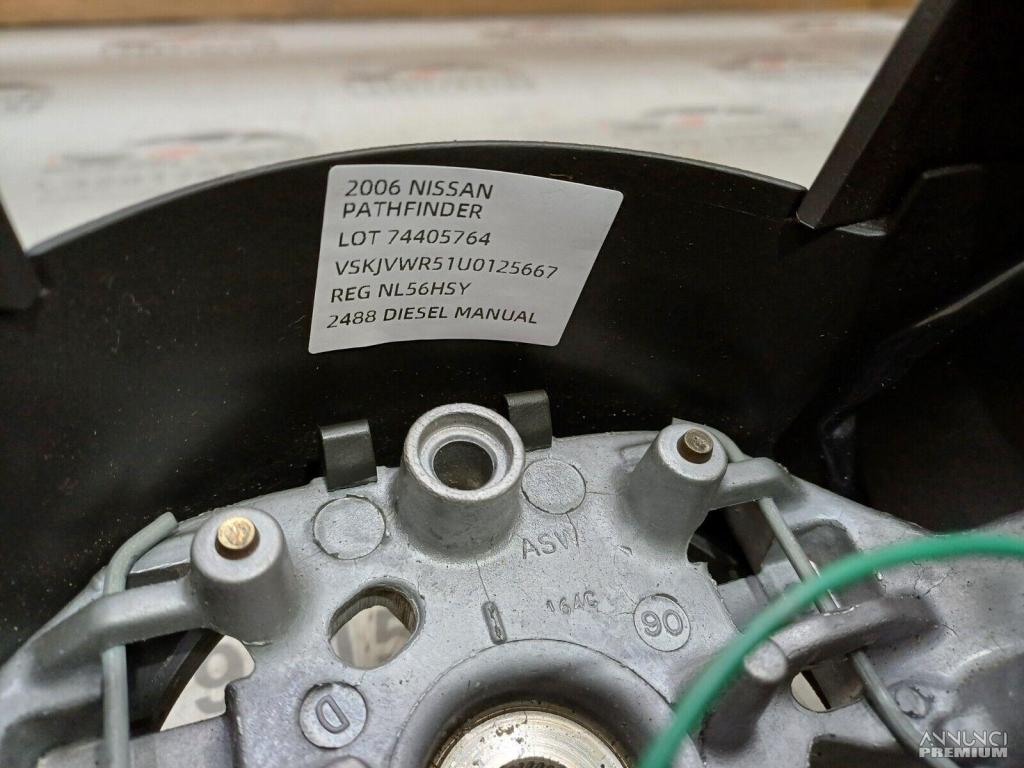 2006 NISSAN
PATHFINDER
LOT 74405764
VSKJVWR51U0125667
REG NL56HSY
2488 DIESEL MANUAL
ASW
164G
90
D
ANNUNCI
PREMIUM